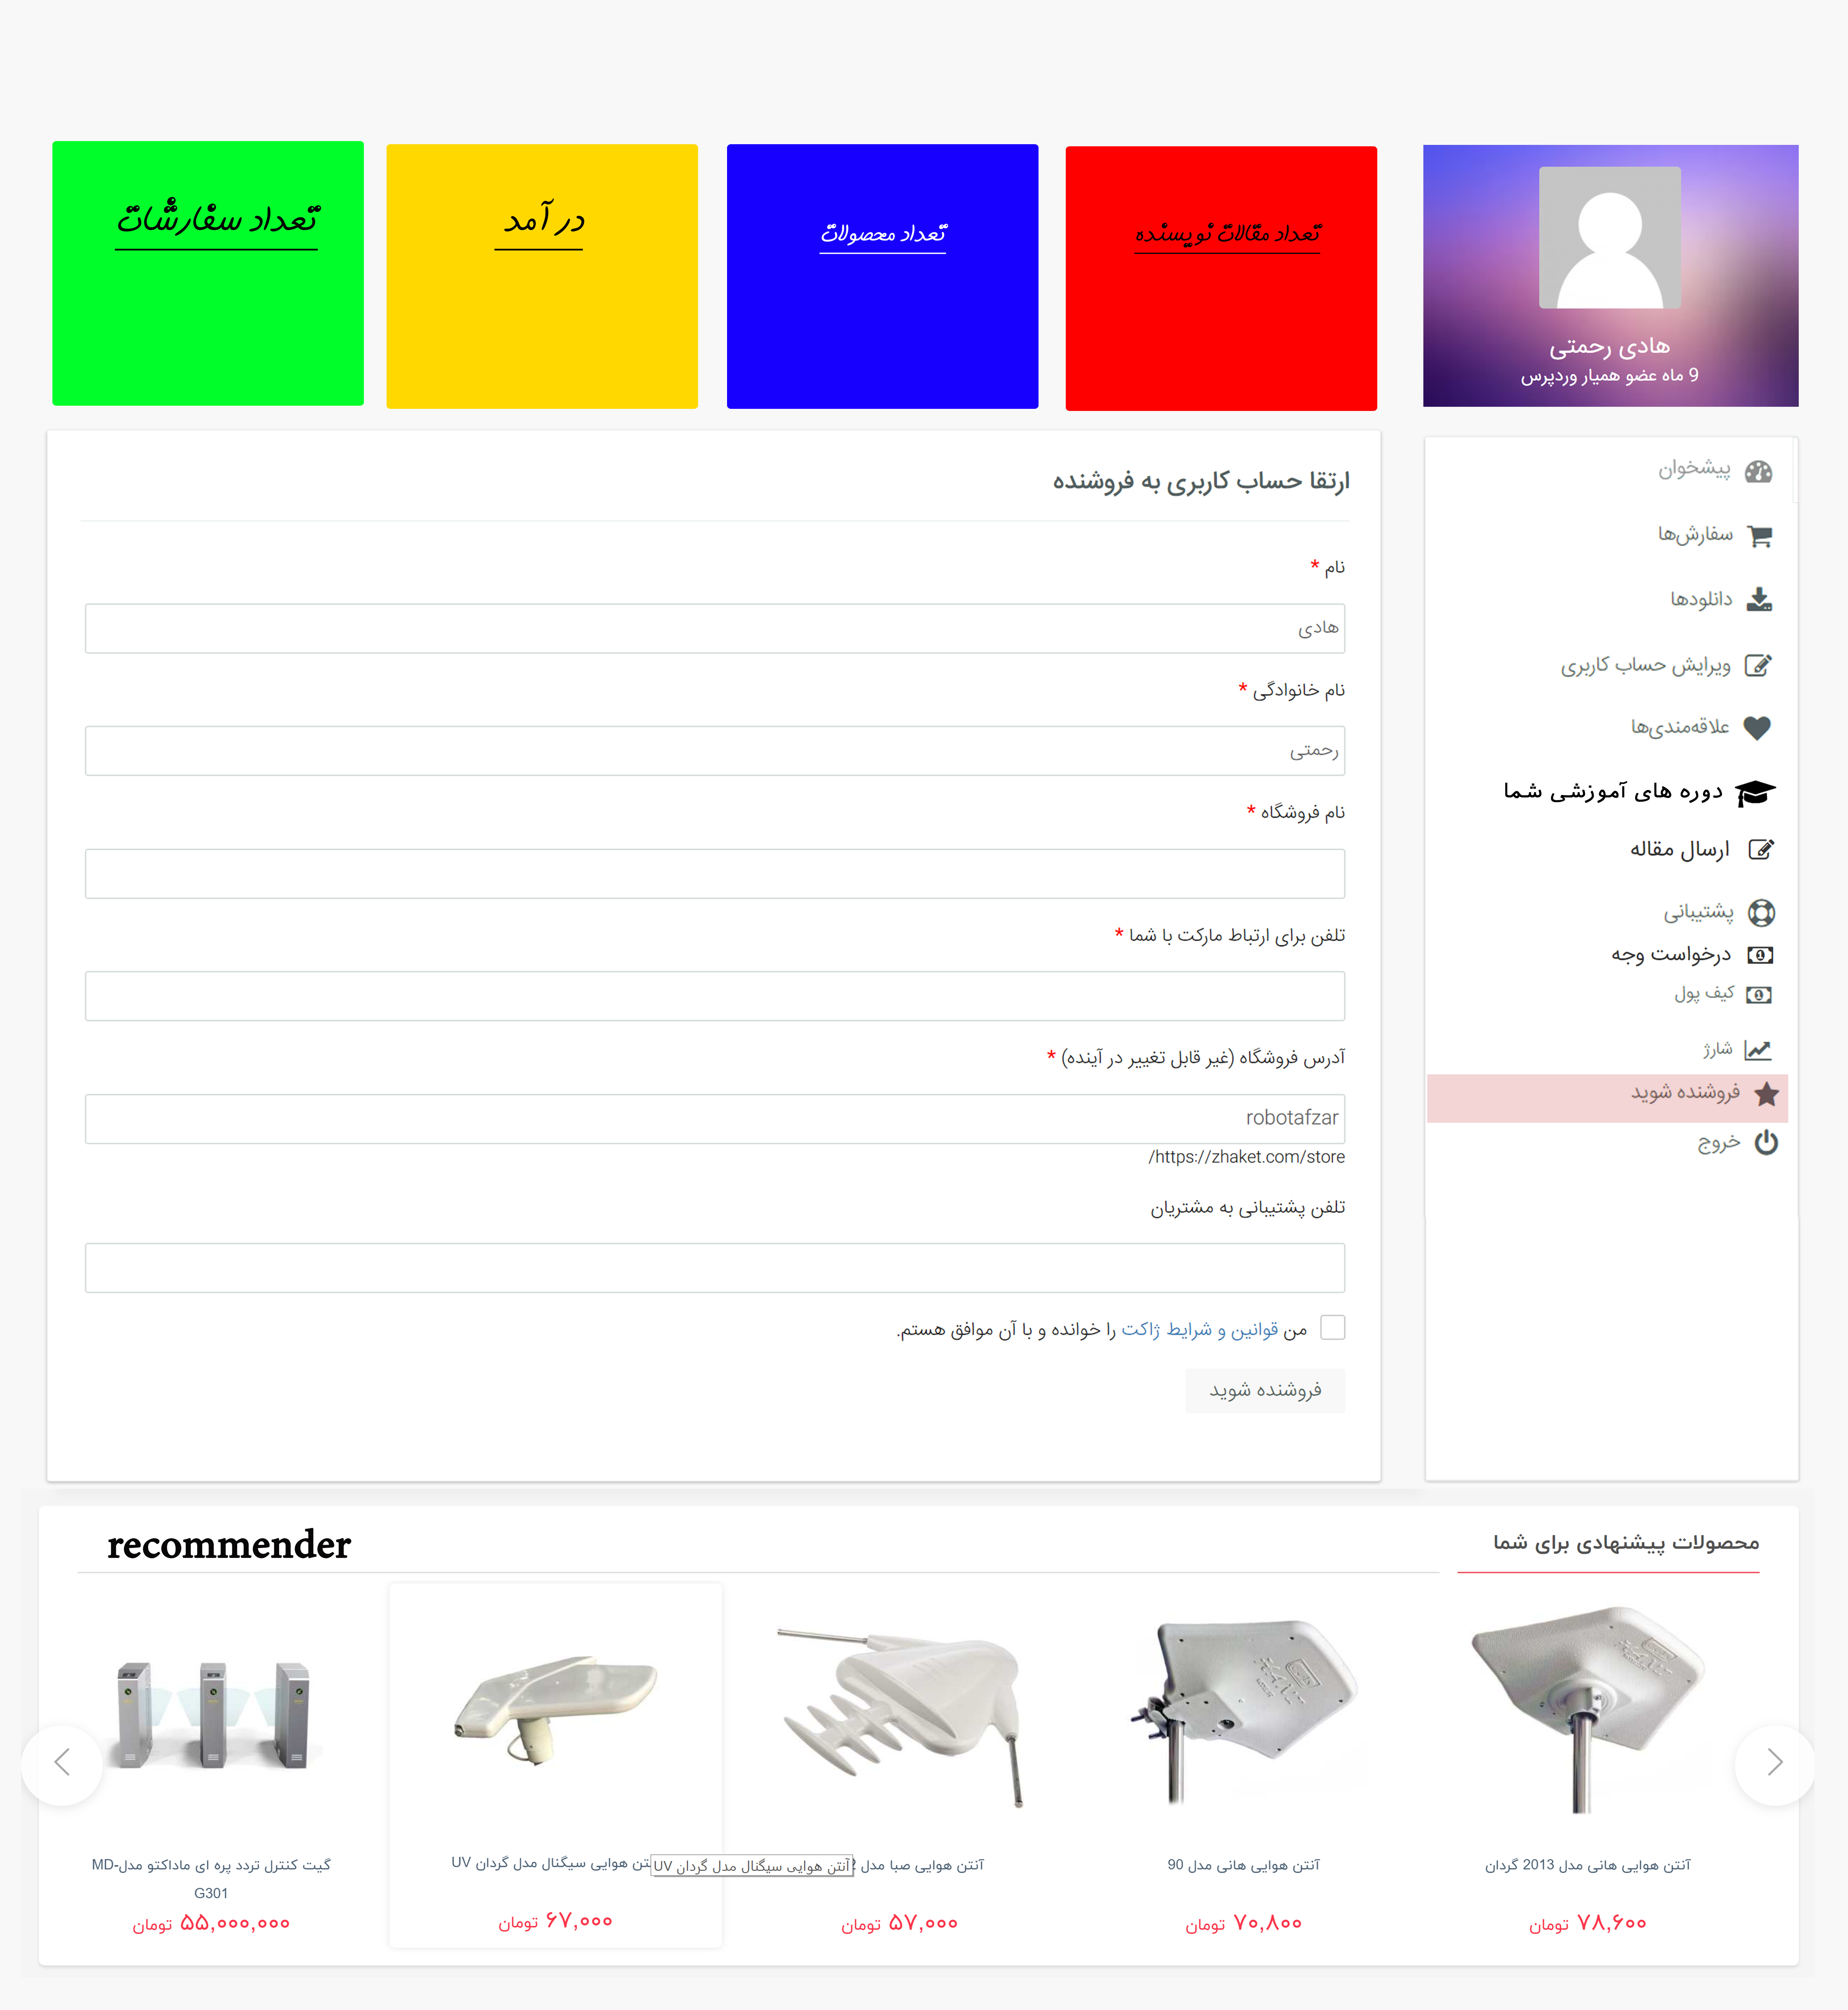 هادی رحمتی
9 ماه عضو همیار وردپرس
تعداد مقالات نویسنده
تعداد محصولات
در آمد
تعداد سفارشات
پیشخوان
سفارش‌ها
دانلودها
ویرایش حساب کاربری
علاقه‌مندی‌ها
دوره های آموزشی شما
ارسال مقاله
پشتیبانی
درخواست وجه
کیف پول
شارژ
فروشنده شوید
خروج
ارتقا حساب کاربری به فروشنده
نام *
هادی
نام خانوادگی *
رحمتی
نام فروشگاه *
تلفن برای ارتباط مارکت با شما *
آدرس فروشگاه (غیر قابل تغییر در آینده) *
robotafzar
/https://zhaket.com/store
تلفن پشتیبانی به مشتریان
من قوانین و شرایط ژاکت را خوانده و با آن موافق هستم.
فروشنده شوید
محصولات پیشنهادی برای شما
recommender
آنتن هوایی هانی مدل 2013 گردان
۷۸,۶۰۰ تومان
آنتن هوایی هانی مدل 90
۷۰,۸۰۰ تومان
آنتن هوایی صبا مدل
۵۷,۰۰۰ تومان
آنتن هوایی سیگنال مدل گردان UV
تن هوایی سیگنال مدل گردان UV
۶۷,۰۰۰ تومان
گیت کنترل تردد پره ای ماداکتو مدل-MD
G301
۵۵,۰۰۰,۰۰۰ تومان